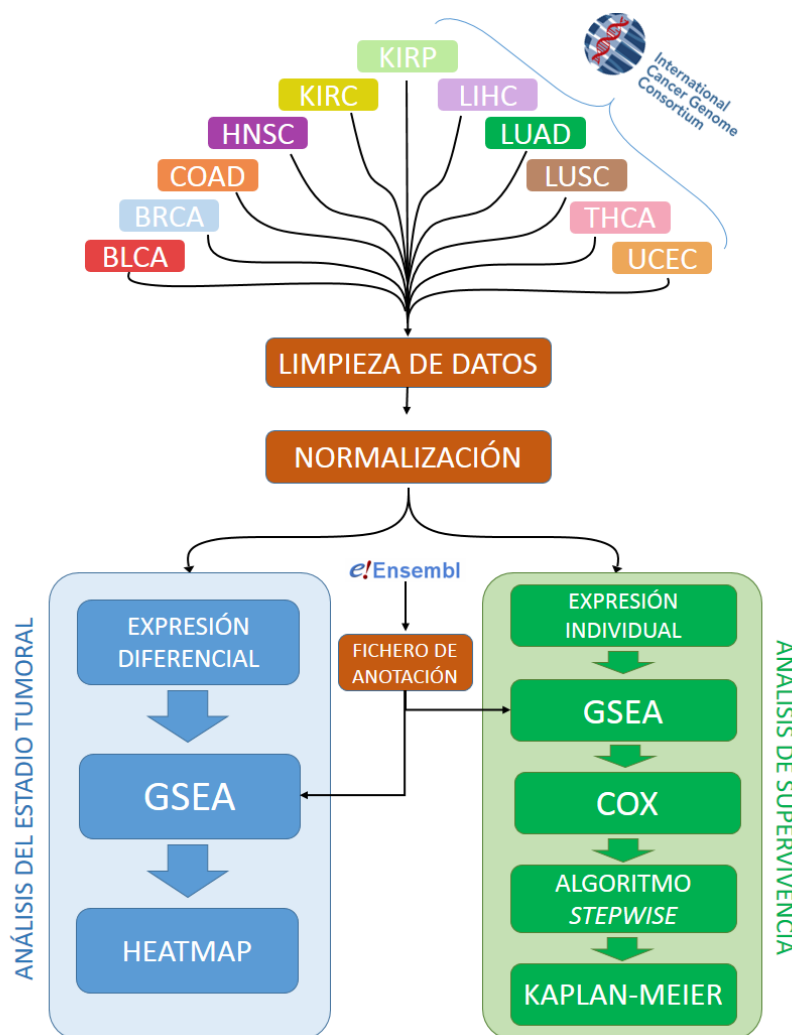 KIRP
International
Cancer Genome
Consortium
KIRC
LIHC
HNSC
LUAD
COAD
LUSC
BRCA
THCA
BLCA
UCEC
LIMPIEZA DE DATOS
NORMALIZACIÓN
e!Ensembl
FICHERO DE
ANOTACIÓN
ANÁLISIS DEL ESTADIO TUMORAL
EXPRESIÓN
DIFERENCIAL
GSEA
HEATMAP
EXPRESIÓN
INDIVIDUAL
GSEA
COX
ALGORITMO
STEPWISE
KAPLAN-MEIER
ANÁLISIS DE SUPERVIVENCIA